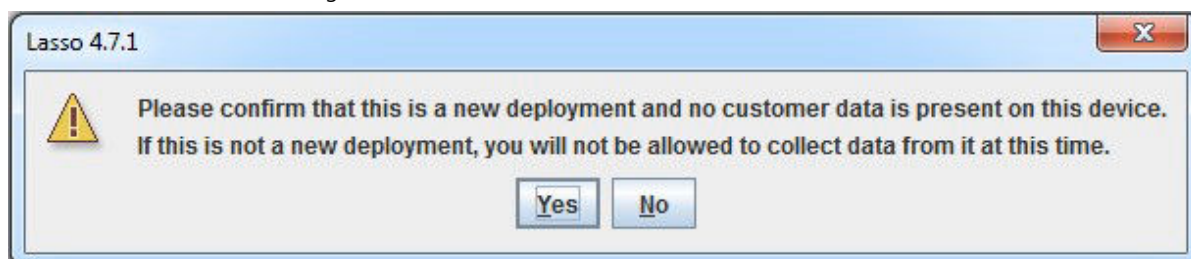 Lasso 4.7.1
Please confirm that this is a new deployment and no customer data is present on this device.
If this is not a new deployment, you will not be allowed to collect data from it at this time.
Yes No